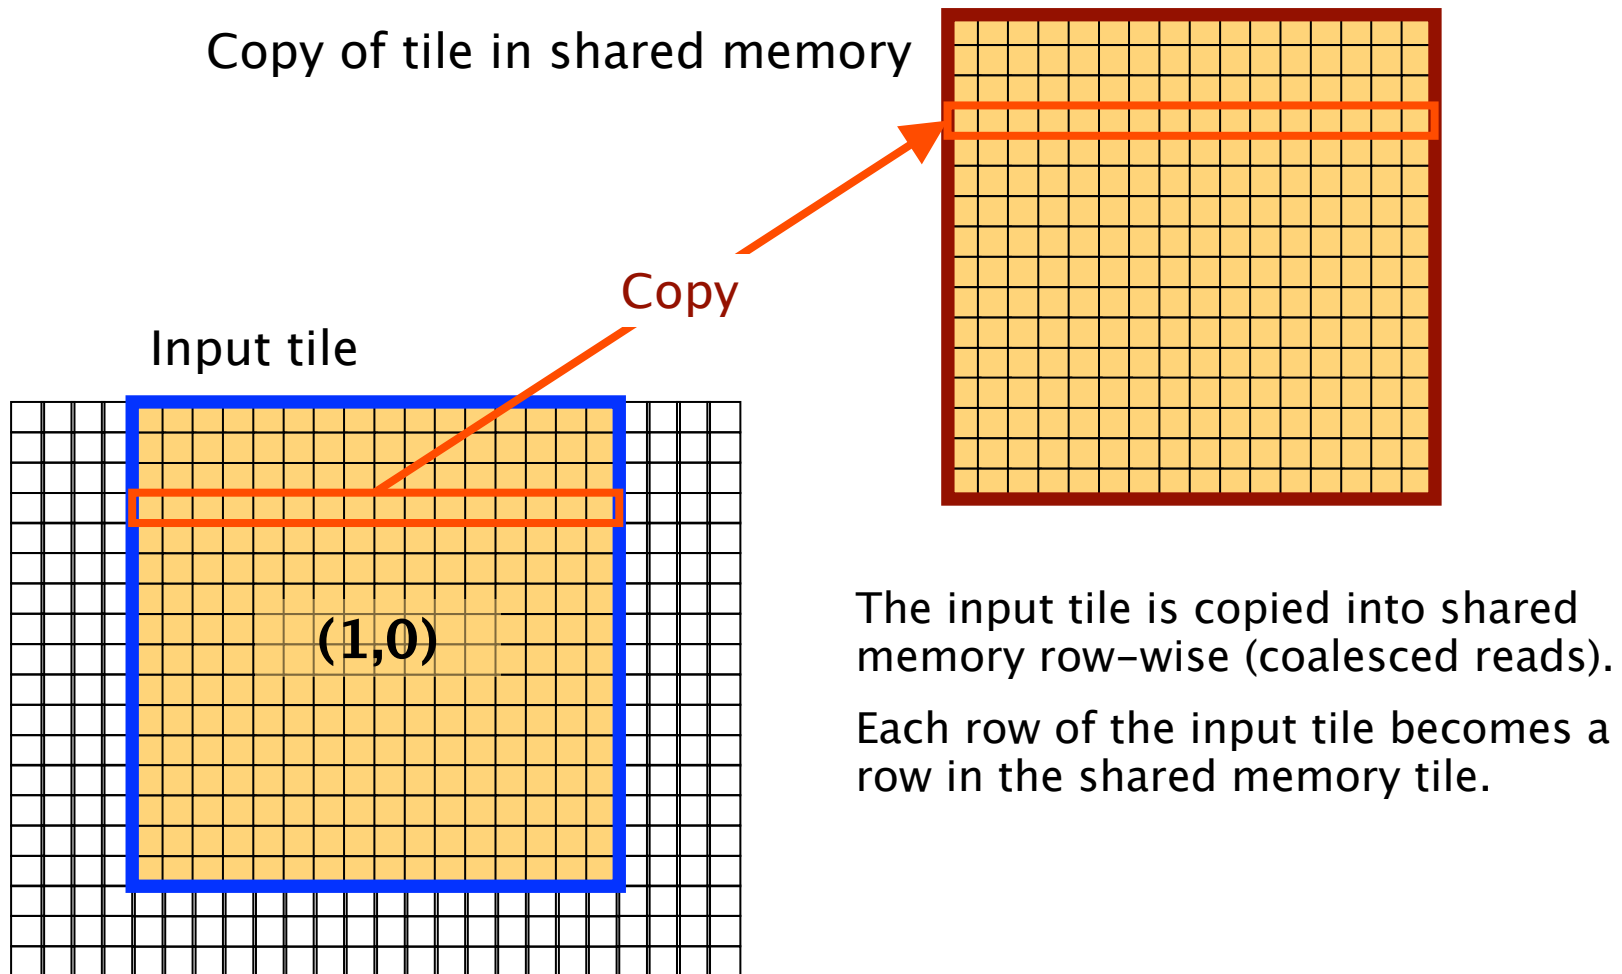 Copy of tile in shared memory
Copy
Input tile
(1,0)
The input tile is copied into shared
memory row–wise (coalesced reads).
Each row of the input tile becomes a
row in the shared memory tile.